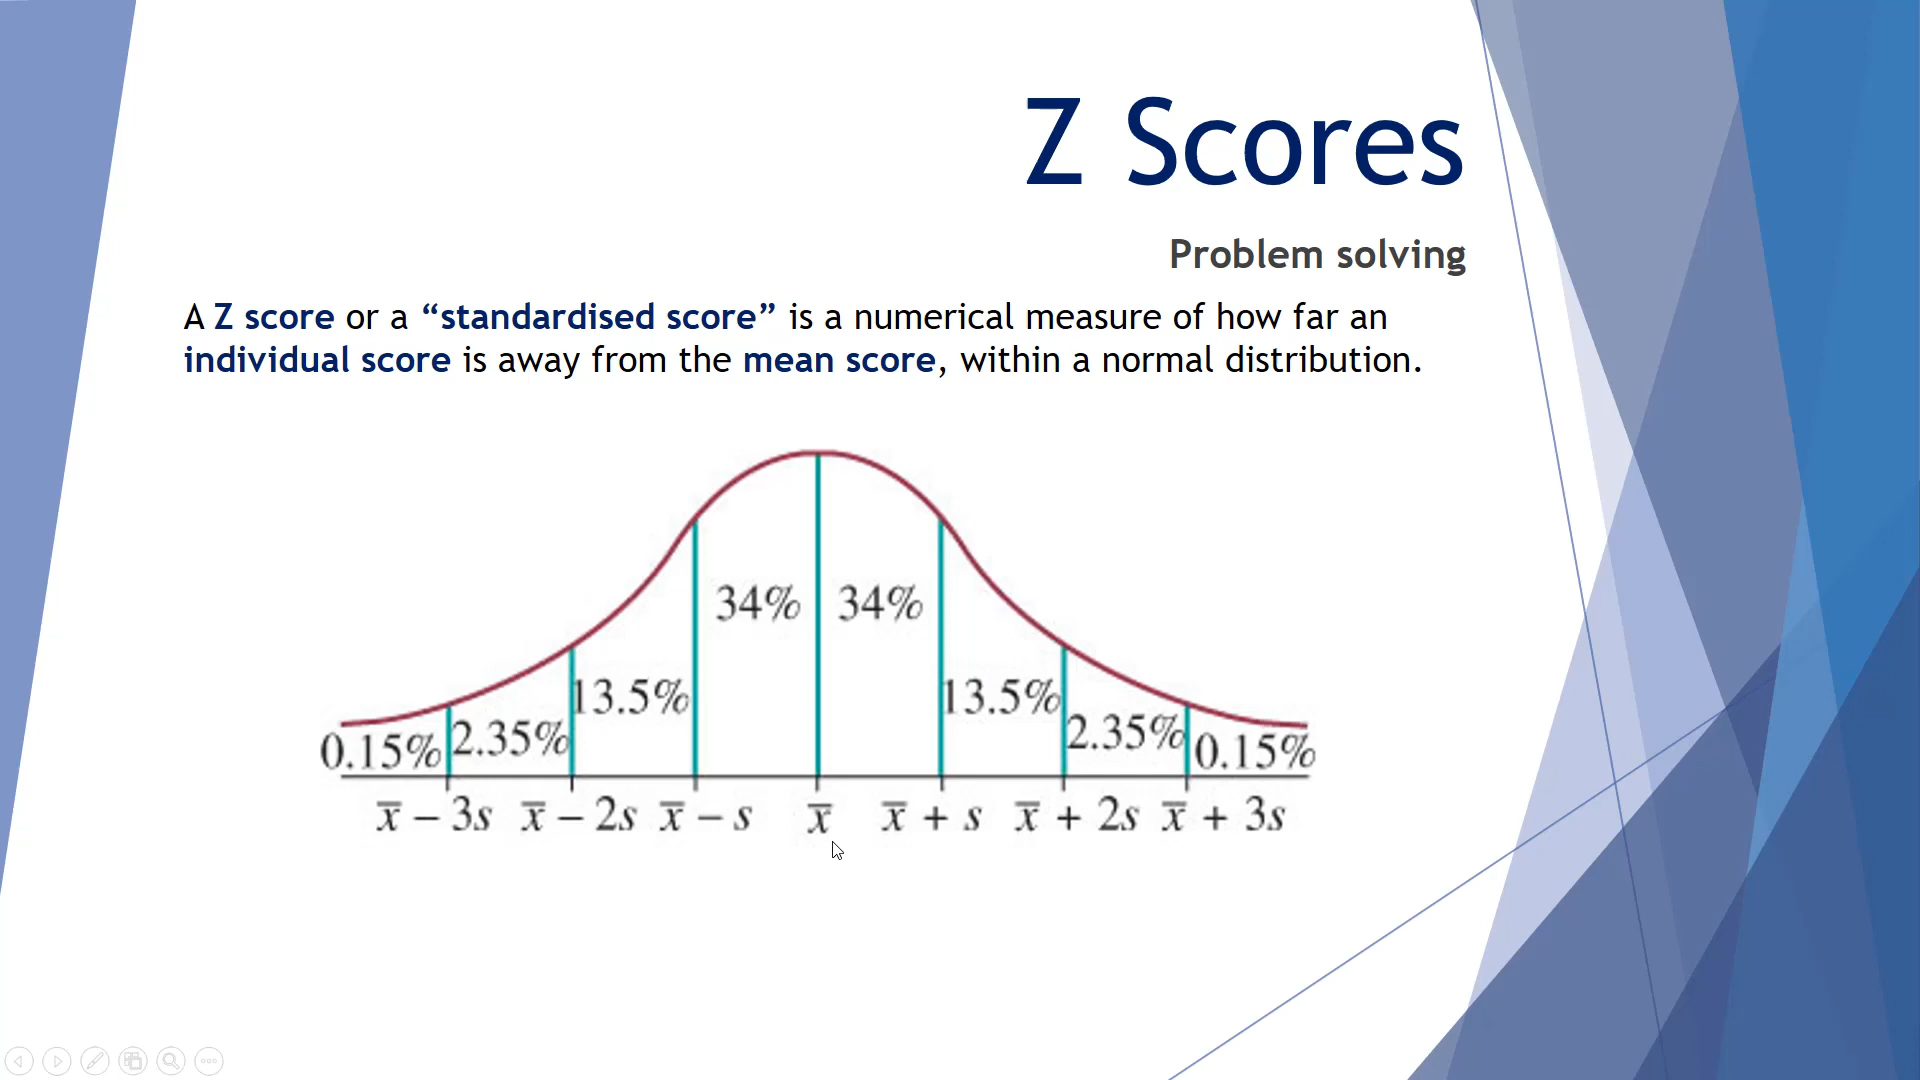 Z Scores
Problem solving
A Z score or a “standardised score” is a numerical measure of how far an
individual score is away from the mean score, within a normal distribution.
34% 34%
13.5% 13.5%
0.15% 2.35% 2.35% 0.15%
x̅ – 3s x̅ – 2s x̅ – s x̅ x̅ + s x̅ + 2s x̅ + 3s